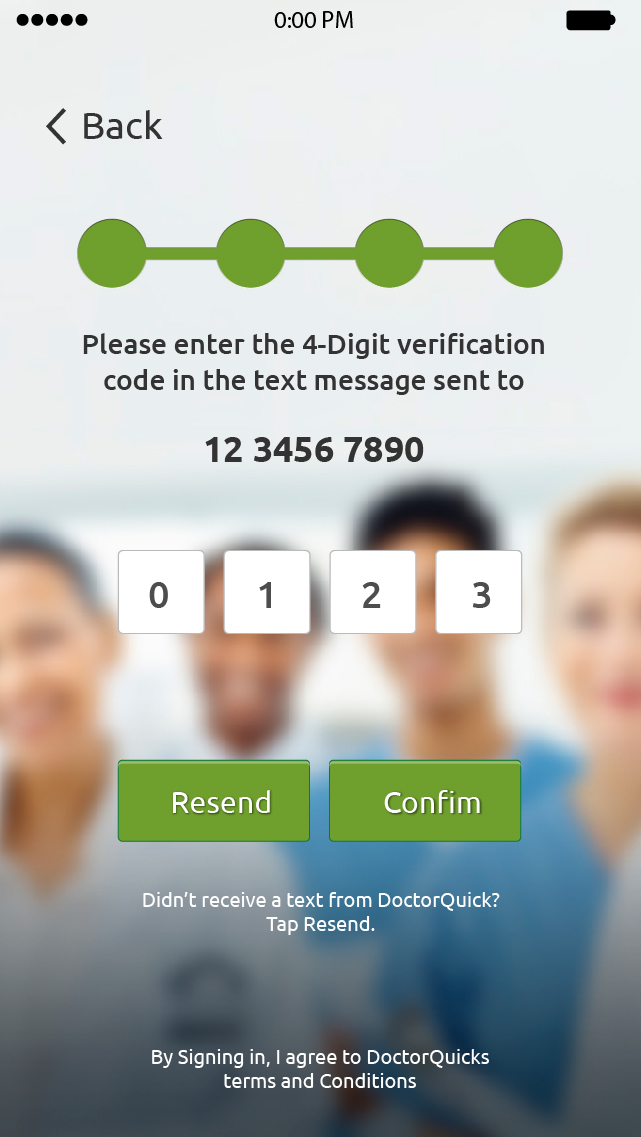 0:00 PM
Back
Please enter the 4-Digit verification
code in the text message sent to
12 3456 7890
0 1 2 3
Resend Confim
Didn’t receive a text from DoctorQuick?
Tap Resend.
By Signing in, I agree to DoctorQuicks
terms and Conditions